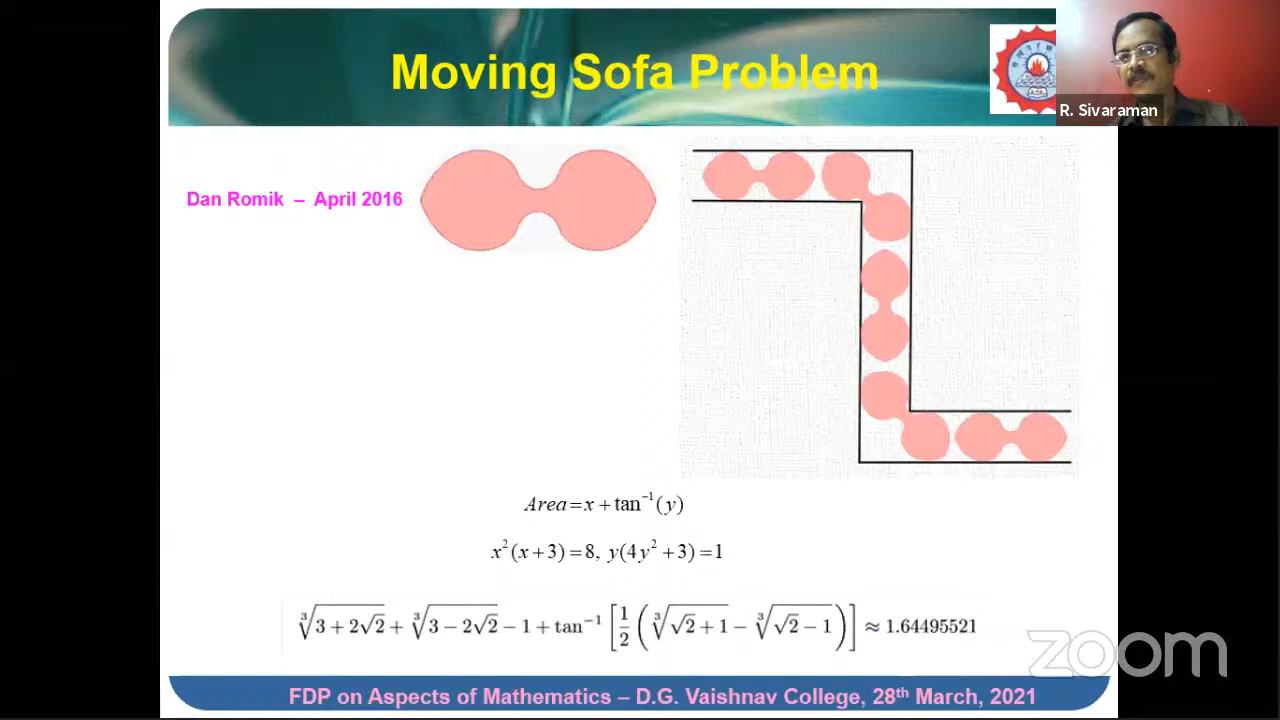 Moving Sofa Problem
R. Sivaraman
Dan Romik – April 2016
Area = x + tan⁻¹(y)
x²(x+3) = 8, y(4y²+3) = 1
∛(3+2√2) + ∛(3−2√2) − 1 + tan⁻¹ [1/2 (∛(√2+1) − ∛(√2−1))] ≈ 1.64495521
zoom
FDP on Aspects of Mathematics – D.G. Vaishnav College, 28th March, 2021